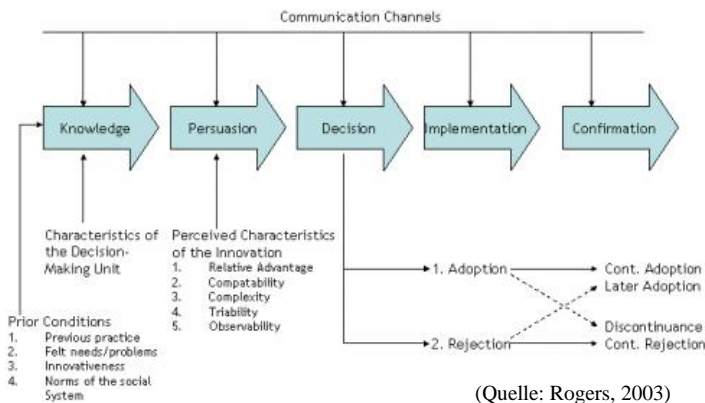 Communication Channels
Knowledge
Persuasion
Decision
Implementation
Confirmation
Characteristics of
the Decision-
Making Unit
Perceived Characteristics
of the Innovation
1. Relative Advantage
2. Compatability
3. Complexity
4. Triability
5. Observability
1. Adoption
Cont. Adoption
Later Adoption
Discontinuance
2. Rejection
Cont. Rejection
Prior Conditions
1. Previous practice
2. Felt needs/problems
3. Innovativeness
4. Norms of the social
System
(Quelle: Rogers, 2003)